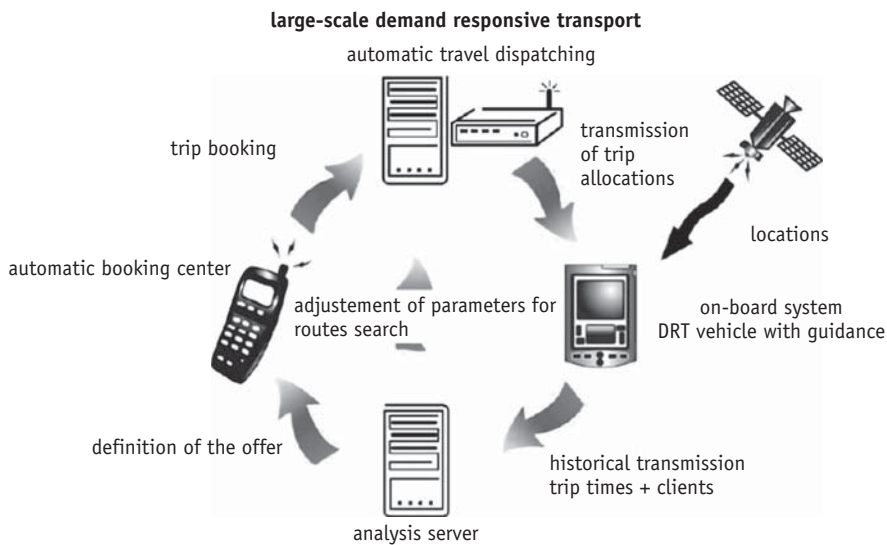 large-scale demand responsive transport
automatic travel dispatching
trip booking
transmission
of trip
allocations
locations
automatic booking center
adjustement of parameters for
routes search
on-board system
DRT vehicle with guidance
definition of the offer
historical transmission
trip times + clients
analysis server